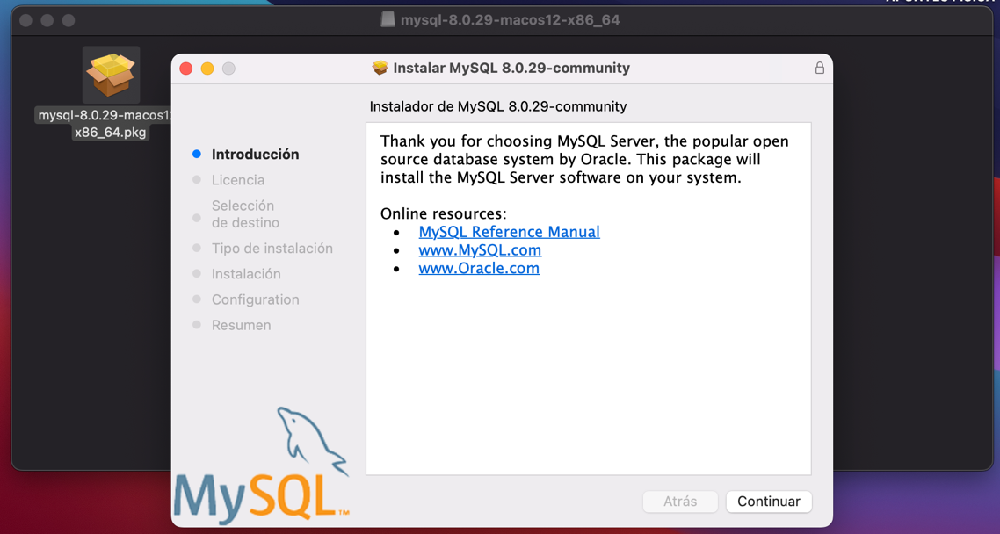 mysql-8.0.29-macos12-x86_64
mysql-8.0.29-macos12
x86_64.pkg
Instalar MySQL 8.0.29-community
Instalador de MySQL 8.0.29-community
Introducción
Licencia
Selección
de destino
Tipo de instalación
Instalación
Configuration
Resumen
Thank you for choosing MySQL Server, the popular open
source database system by Oracle. This package will
install the MySQL Server software on your system.
Online resources:
• MySQL Reference Manual
• www.MySQL.com
• www.Oracle.com
MySQL™
Atrás
Continuar